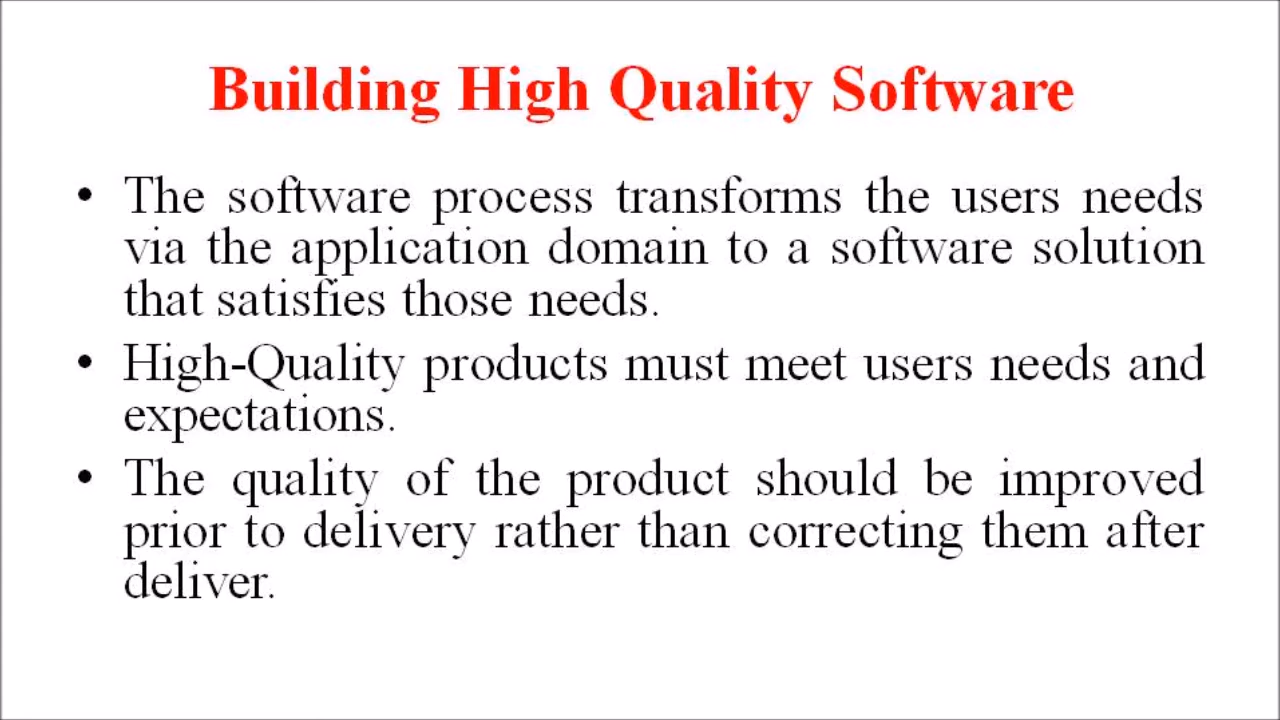 Building High Quality Software
• The software process transforms the users needs
via the application domain to a software solution
that satisfies those needs.
• High-Quality products must meet users needs and
expectations.
• The quality of the product should be improved
prior to delivery rather than correcting them after
deliver.